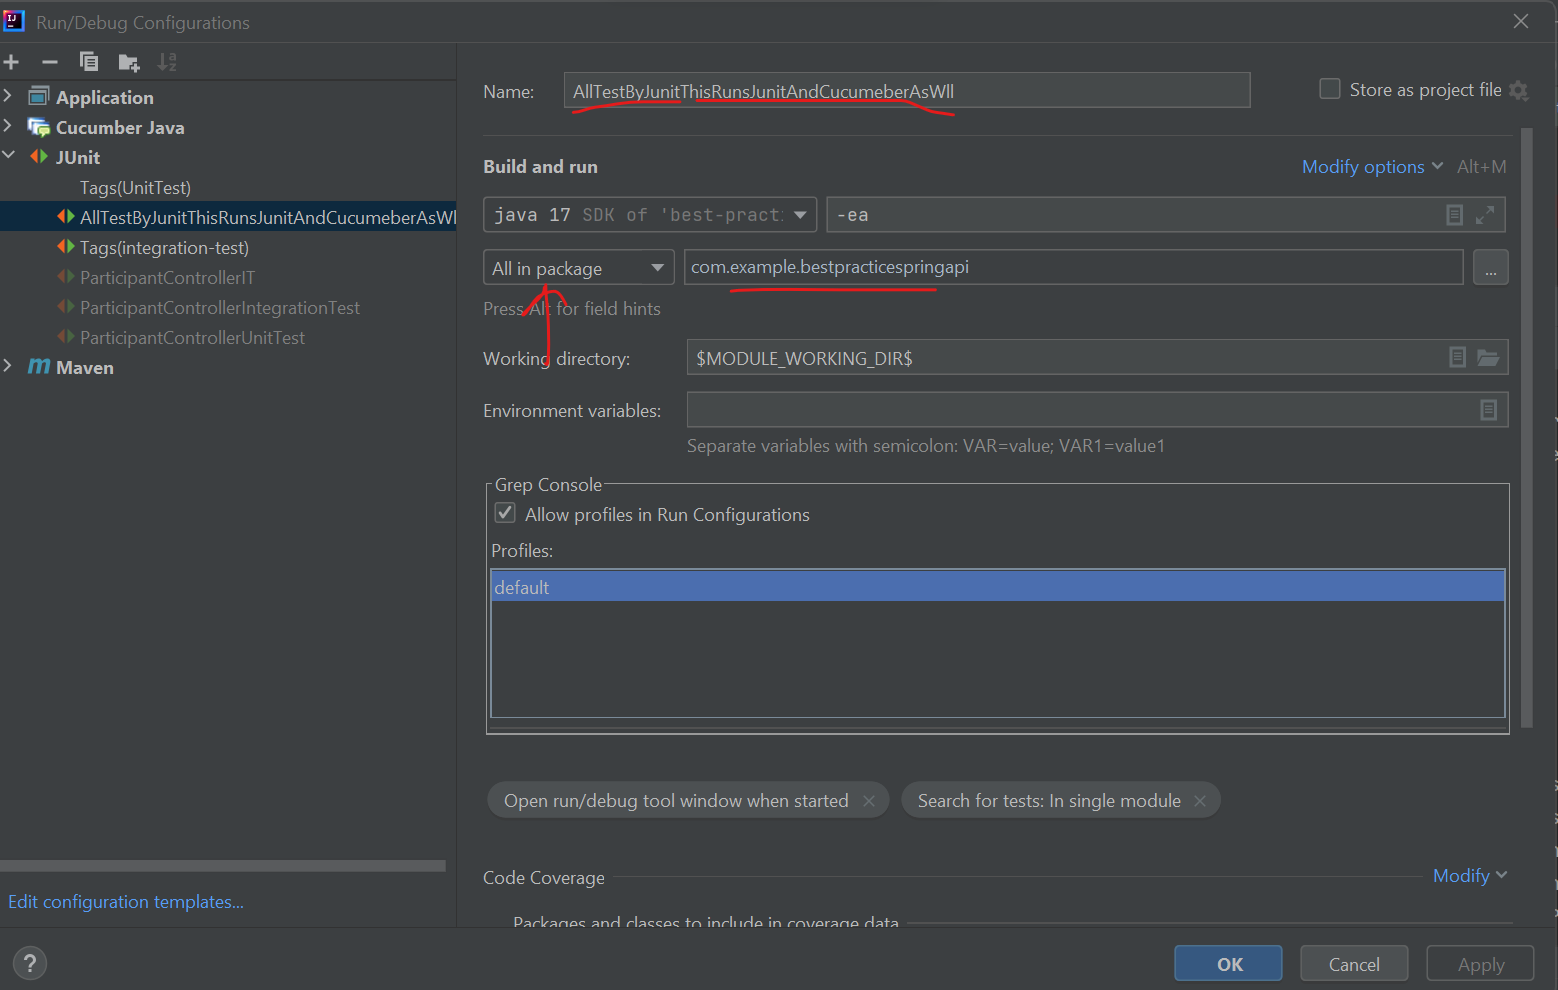 Run/Debug Configurations
Application
Cucumber Java
JUnit
Tags(UnitTest)
AllTestByJunitThisRunsJunitAndCucumeberAsWl
Tags(integration-test)
ParticipantControllerIT
ParticipantControllerIntegrationTest
ParticipantControllerUnitTest
m Maven
Edit configuration templates...
Name: AllTestByJunitThisRunsJunitAndCucumeberAsWll Store as project file
Build and run Modify options Alt+M
java 17 SDK of 'best-pract: -ea
All in package com.example.bestpracticespringapi ...
Press Alt for field hints
Working directory: $MODULE_WORKING_DIR$
Environment variables:
Separate variables with semicolon: VAR=value; VAR1=value1
Grep Console
Allow profiles in Run Configurations
Profiles:
default
Open run/debug tool window when started Search for tests: In single module
Code Coverage Modify
Packages and classes to include in coverage data
? OK Cancel Apply